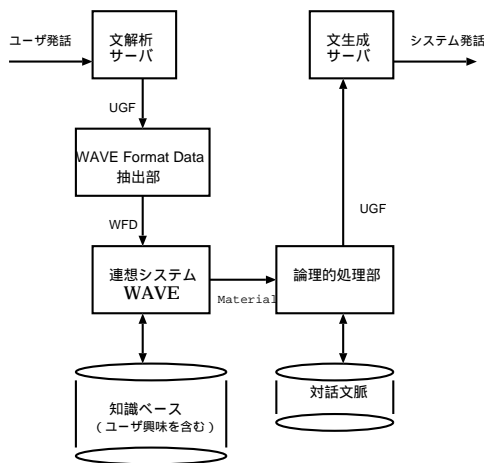 ユーザ発話
文解析
サーバ
文生成
サーバ
システム発話
UGF
WAVE Format Data
抽出部
WFD
UGF
連想システム
WAVE
Material
論理的処理部
知識ベース
(ユーザ興味を含む)
対話文脈